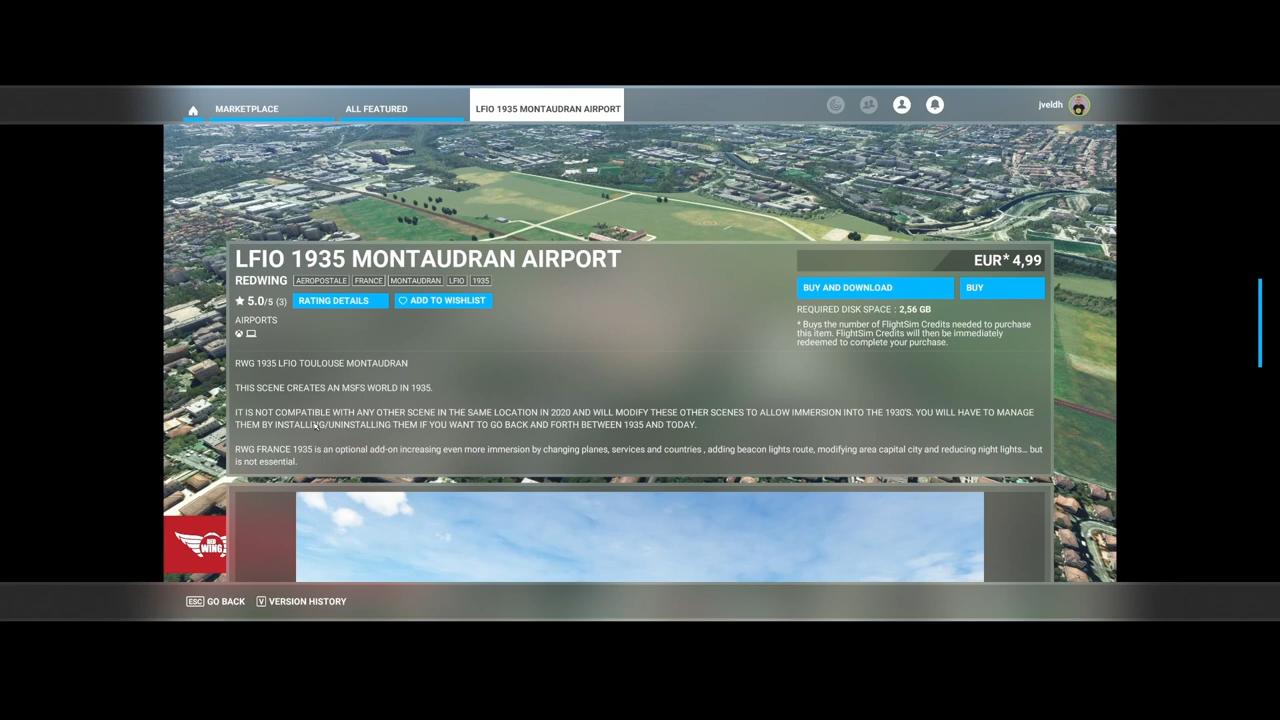 MARKETPLACE
ALL FEATURED
LFIO 1935 MONTAUDRAN AIRPORT
jveldh
LFIO 1935 MONTAUDRAN AIRPORT
REDWING AEROPOSTALE FRANCE MONTAUDRAN LFIO 1935
5.0/5 (3) RATING DETAILS ADD TO WISHLIST
AIRPORTS
EUR* 4,99
BUY AND DOWNLOAD BUY
REQUIRED DISK SPACE : 2,56 GB
* Buys the number of FlightSim Credits needed to purchase
this item. FlightSim Credits will then be immediately
redeemed to complete your purchase.
RWG 1935 LFIO TOULOUSE MONTAUDRAN
THIS SCENE CREATES AN MSFS WORLD IN 1935.
IT IS NOT COMPATIBLE WITH ANY OTHER SCENE IN THE SAME LOCATION IN 2020 AND WILL MODIFY THESE OTHER SCENES TO ALLOW IMMERSION INTO THE 1930'S. YOU WILL HAVE TO MANAGE
THEM BY INSTALLING/UNINSTALLING THEM IF YOU WANT TO GO BACK AND FORTH BETWEEN 1935 AND TODAY.
RWG FRANCE 1935 is an optional add-on increasing even more immersion by changing planes, services and countries , adding beacon lights route, modifying area capital city and reducing night lights... but
is not essential.
RED
WING
ESC GO BACK V VERSION HISTORY